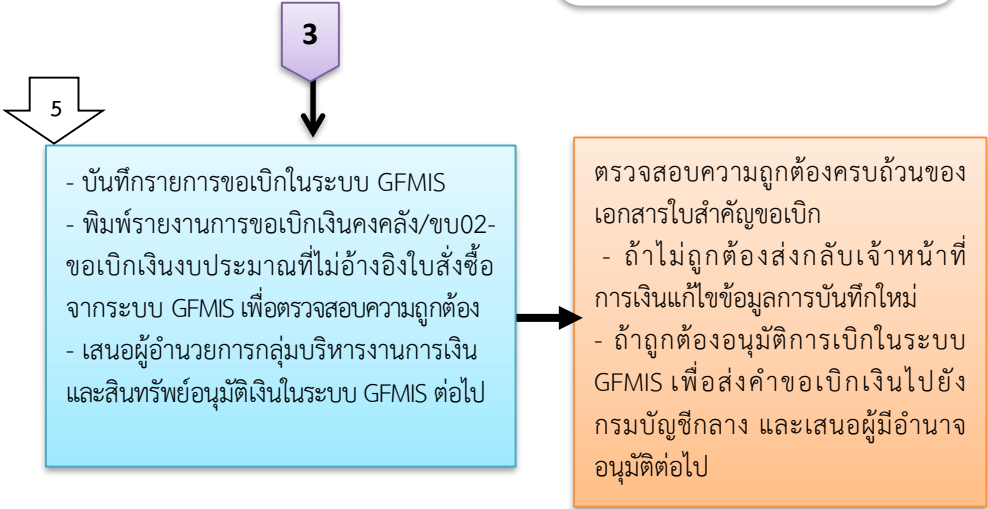 3
5
- บันทึกรายการขอเบิกในระบบ GFMIS
- พิมพ์รายงานการขอเบิกเงินคงคลัง/ขบ02-
ขอเบิกเงินงบประมาณที่ไม่อ้างอิงใบสั่งซื้อ
จากระบบ GFMIS เพื่อตรวจสอบความถูกต้อง
- เสนอผู้อำนวยการกลุ่มบริหารงานการเงิน
และสินทรัพย์อนุมัติเงินในระบบ GFMIS ต่อไป
ตรวจสอบความถูกต้องครบถ้วนของ
เอกสารใบสำคัญขอเบิก
- ถ้าไม่ถูกต้องส่งกลับเจ้าหน้าที่
การเงินแก้ไขข้อมูลการบันทึกใหม่
- ถ้าถูกต้องอนุมัติการเบิกในระบบ
GFMIS เพื่อส่งคำขอเบิกเงินไปยัง
กรมบัญชีกลาง และเสนอผู้มีอำนาจ
อนุมัติต่อไป